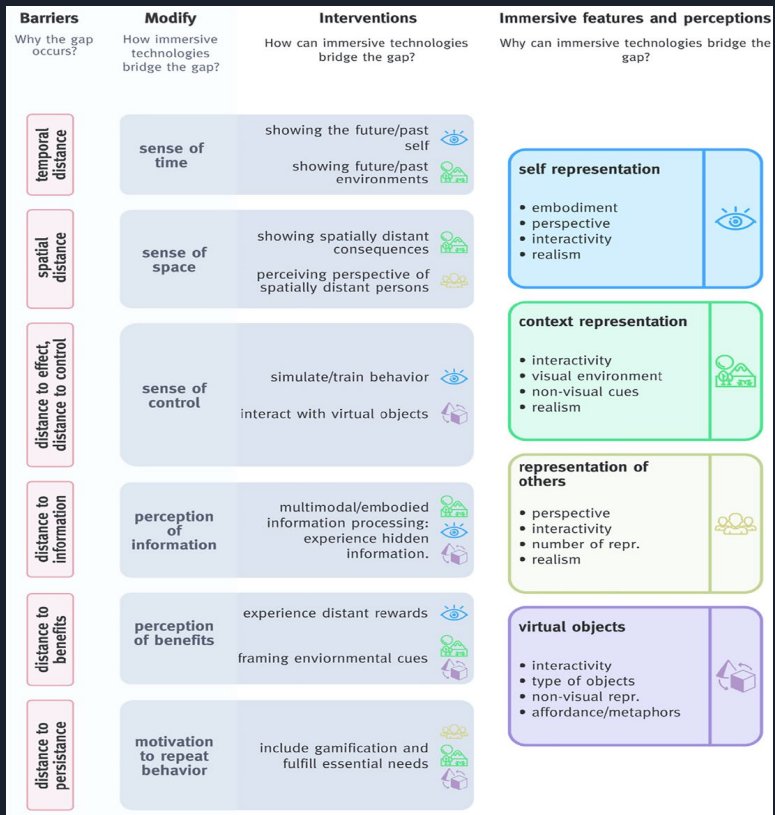 Barriers
Why the gap
occurs?
Modify
How immersive
technologies
bridge the gap?
Interventions
How can immersive technologies
bridge the gap?
Immersive features and perceptions
Why can immersive technologies bridge the
gap?
temporal
distance
sense of
time
showing the future/past
self
showing future/past
environments
spatial
distance
sense of
space
showing spatially distant
consequences
perceiving perspective of
spatially distant persons
distance to effect,
distance to control
sense of
control
simulate/train behavior
interact with virtual objects
distance to
information
perception
of
information
multimodal/embodied
information processing:
experience hidden
information.
distance to
benefits
perception
of benefits
experience distant rewards
framing enviornmental cues
distance to
persistance
motivation
to repeat
behavior
include gamification and
fulfill essential needs
self representation
• embodiment
• perspective
• interactivity
• realism
context representation
• interactivity
• visual environment
• non-visual cues
• realism
representation of
others
• perspective
• interactivity
• number of repr.
• realism
virtual objects
• interactivity
• type of objects
• non-visual repr.
• affordance/metaphors